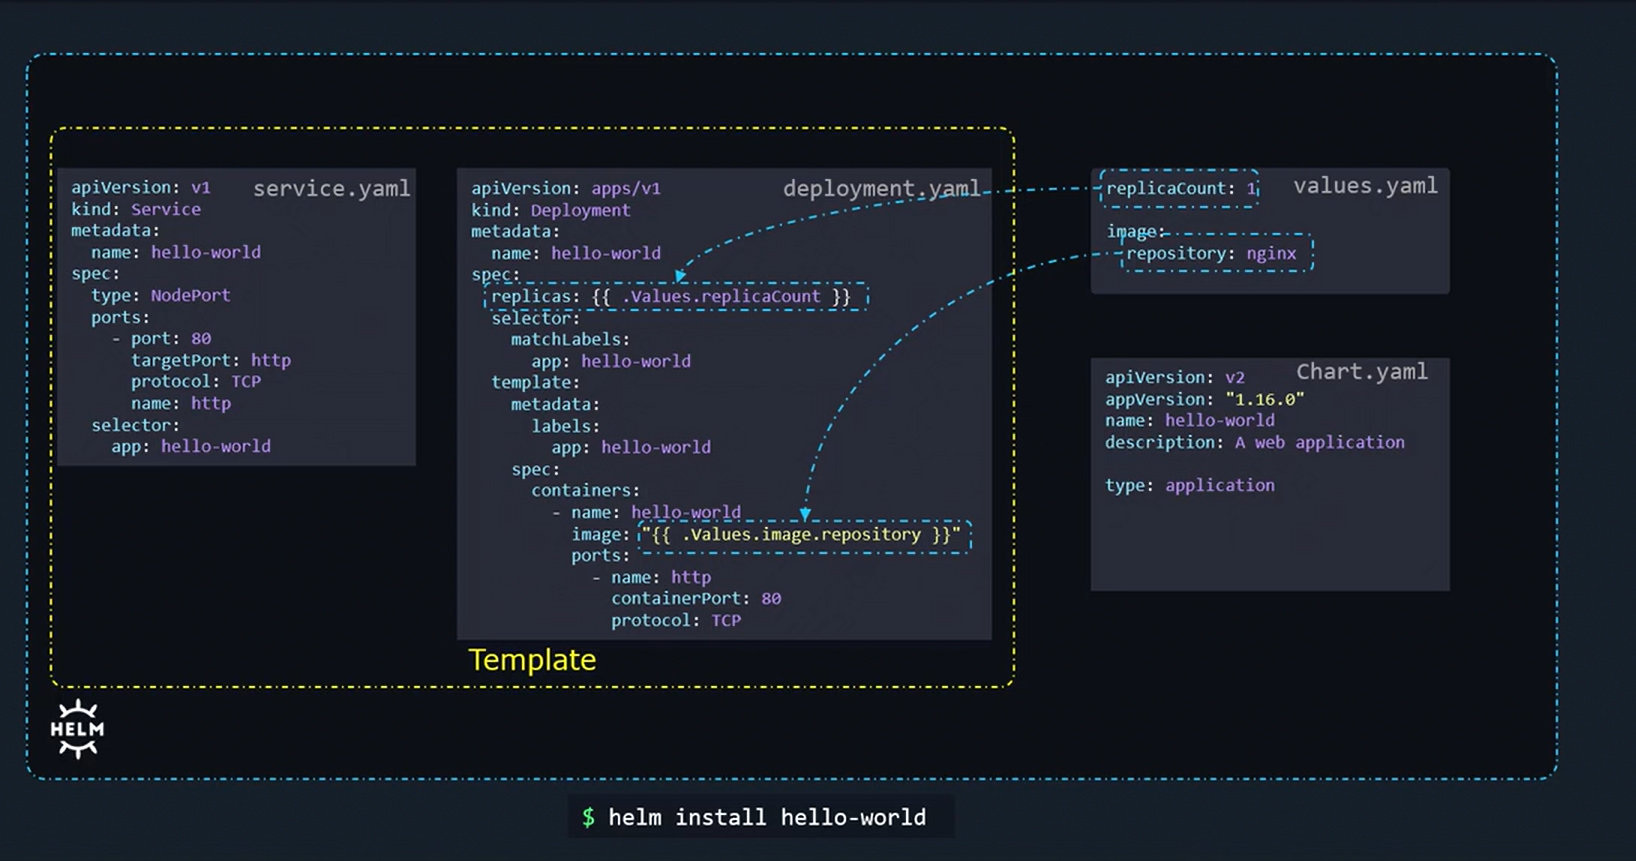 service.yaml
apiVersion: v1
kind: Service
metadata:
  name: hello-world
spec:
  type: NodePort
  ports:
    - port: 80
      targetPort: http
      protocol: TCP
      name: http
  selector:
    app: hello-world
deployment.yaml
apiVersion: apps/v1
kind: Deployment
metadata:
  name: hello-world
spec:
  replicas: {{ .Values.replicaCount }}
  selector:
    matchLabels:
      app: hello-world
  template:
    metadata:
      labels:
        app: hello-world
    spec:
      containers:
        - name: hello-world
          image: "{{ .Values.image.repository }}"
          ports:
            - name: http
              containerPort: 80
              protocol: TCP
Template
values.yaml
replicaCount: 1
image:
  repository: nginx
Chart.yaml
apiVersion: v2
appVersion: "1.16.0"
name: hello-world
description: A web application
type: application
HELM
$ helm install hello-world